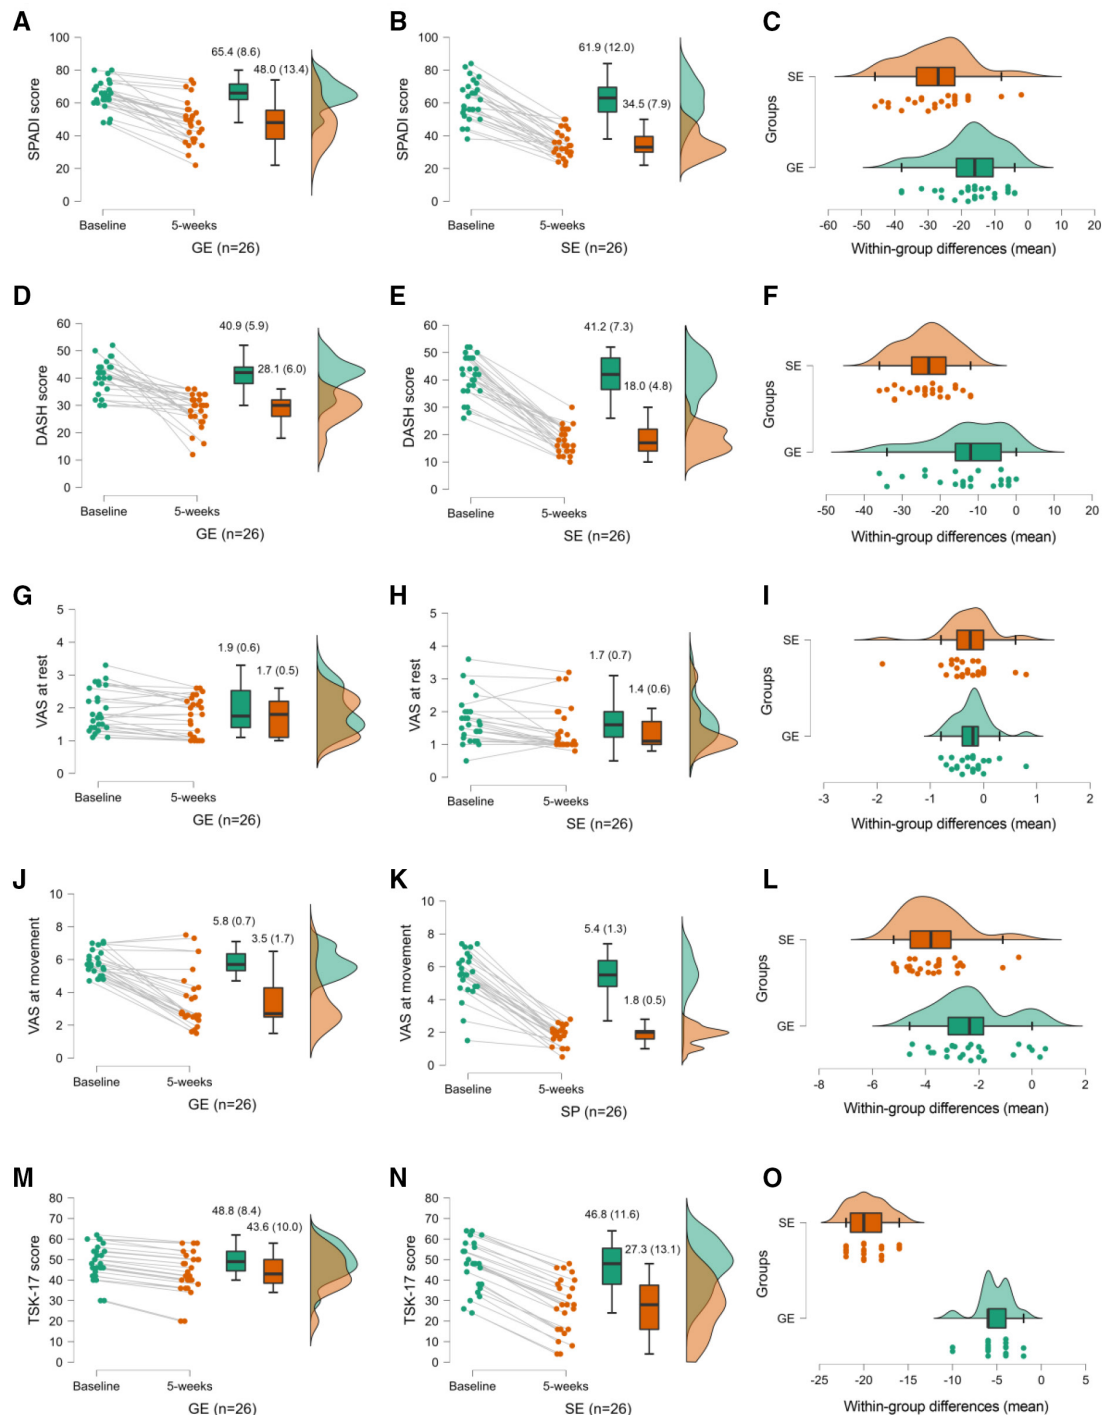 A
B
C
100
80
60
40
20
0
SPADI score
65.4 (8.6)
48.0 (13.4)
Baseline
5-weeks
GE (n=26)
100
80
60
40
20
0
SPADI score
61.9 (12.0)
34.5 (7.9)
Baseline
5-weeks
SE (n=26)
Groups
SE
GE
-60 -50 -40 -30 -20 -10 0 10 20
Within-group differences (mean)
D
E
F
60
50
40
30
20
10
0
DASH score
40.9 (5.9)
28.1 (6.0)
Baseline
5-weeks
GE (n=26)
60
50
40
30
20
10
0
DASH score
41.2 (7.3)
18.0 (4.8)
Baseline
5-weeks
SE (n=26)
Groups
SE
GE
-50 -40 -30 -20 -10 0 10 20
Within-group differences (mean)
G
H
I
5
4
3
2
1
0
VAS at rest
1.9 (0.6)
1.7 (0.5)
Baseline
5-weeks
GE (n=26)
5
4
3
2
1
0
VAS at rest
1.7 (0.7)
1.4 (0.6)
Baseline
5-weeks
SE (n=26)
Groups
SE
GE
-3 -2 -1 0 1 2
Within-group differences (mean)
J
K
L
10
8
6
4
2
0
VAS at movement
5.8 (0.7)
3.5 (1.7)
Baseline
5-weeks
GE (n=26)
10
8
6
4
2
0
VAS at movement
5.4 (1.3)
1.8 (0.5)
Baseline
5-weeks
SP (n=26)
Groups
SE
GE
-8 -6 -4 -2 0 2
Within-group differences (mean)
M
N
O
80
70
60
50
40
30
20
10
0
TSK-17 score
48.8 (8.4)
43.6 (10.0)
Baseline
5-weeks
GE (n=26)
80
70
60
50
40
30
20
10
0
TSK-17 score
46.8 (11.6)
27.3 (13.1)
Baseline
5-weeks
SE (n=26)
Groups
SE
GE
-25 -20 -15 -10 -5 0 5
Within-group differences (mean)